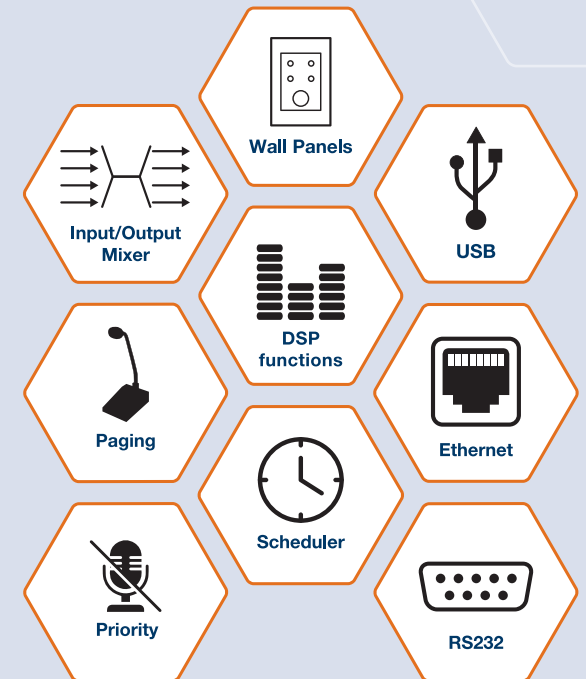 Wall Panels
Input/Output
Mixer
USB
DSP
functions
Paging
Ethernet
Scheduler
Priority
RS232